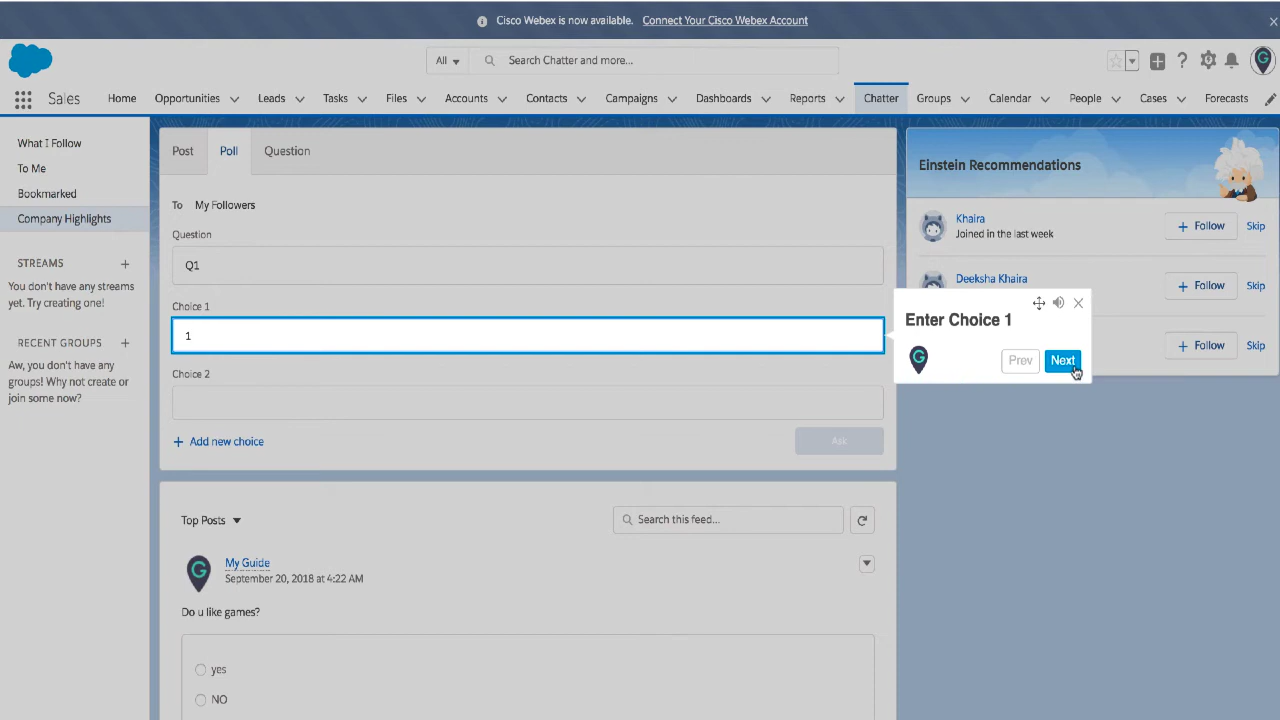 Cisco Webex is now available. Connect Your Cisco Webex Account
All Search Chatter and more...
Sales Home Opportunities Leads Tasks Files Accounts Contacts Campaigns Dashboards Reports Chatter Groups Calendar People Cases Forecasts
What I Follow
To Me
Bookmarked
Company Highlights
STREAMS
You don't have any streams
yet. Try creating one!
RECENT GROUPS
Aw, you don't have any
groups! Why not create or
join some now?
Post Poll Question
To My Followers
Question
Q1
Choice 1
1
Choice 2
Add new choice
Ask
Top Posts
Search this feed...
My Guide
September 20, 2018 at 4:22 AM
Do u like games?
yes
NO
Einstein Recommendations
Khaira
Joined in the last week
Follow Skip
Deeksha Khaira
Follow Skip
Follow Skip
Enter Choice 1
Prev Next